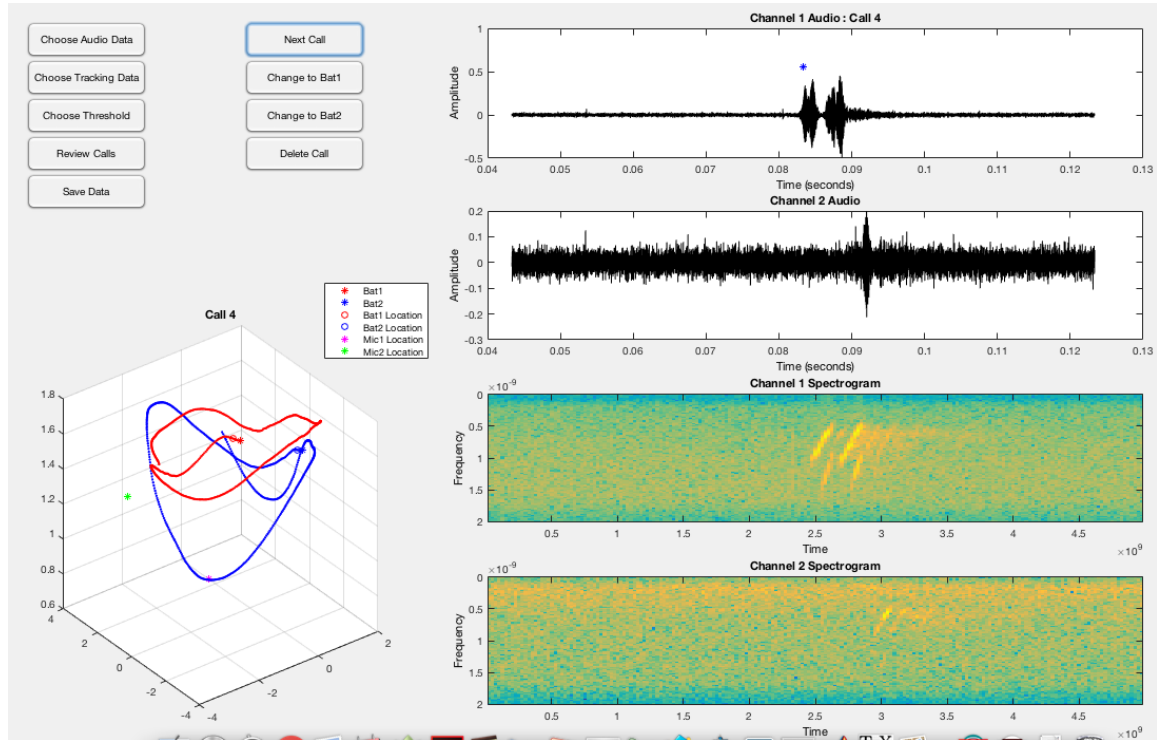 Choose Audio Data
Choose Tracking Data
Choose Threshold
Review Calls
Save Data
Next Call
Change to Bat1
Change to Bat2
Delete Call
Channel 1 Audio : Call 4
Amplitude
1
0.5
0
-0.5
0.04 0.05 0.06 0.07 0.08 0.09 0.1 0.11 0.12 0.13
Time (seconds)
Channel 2 Audio
Amplitude
0.2
0.1
0
-0.1
-0.2
-0.3
0.04 0.05 0.06 0.07 0.08 0.09 0.1 0.11 0.12 0.13
Time (seconds)
Bat1
Bat2
Bat1 Location
Bat2 Location
Mic1 Location
Mic2 Location
Call 4
1.8
1.6
1.4
1.2
1
0.8
0.6
4
2
0
-2
-4
-4
-2
0
2
×10⁻⁹
Channel 1 Spectrogram
Frequency
0
0.5
1
1.5
2
0.5 1 1.5 2 2.5 3 3.5 4 4.5
Time
×10⁹
×10⁻⁹
Channel 2 Spectrogram
Frequency
0
0.5
1
1.5
2
0.5 1 1.5 2 2.5 3 3.5 4 4.5
Time
×10⁹